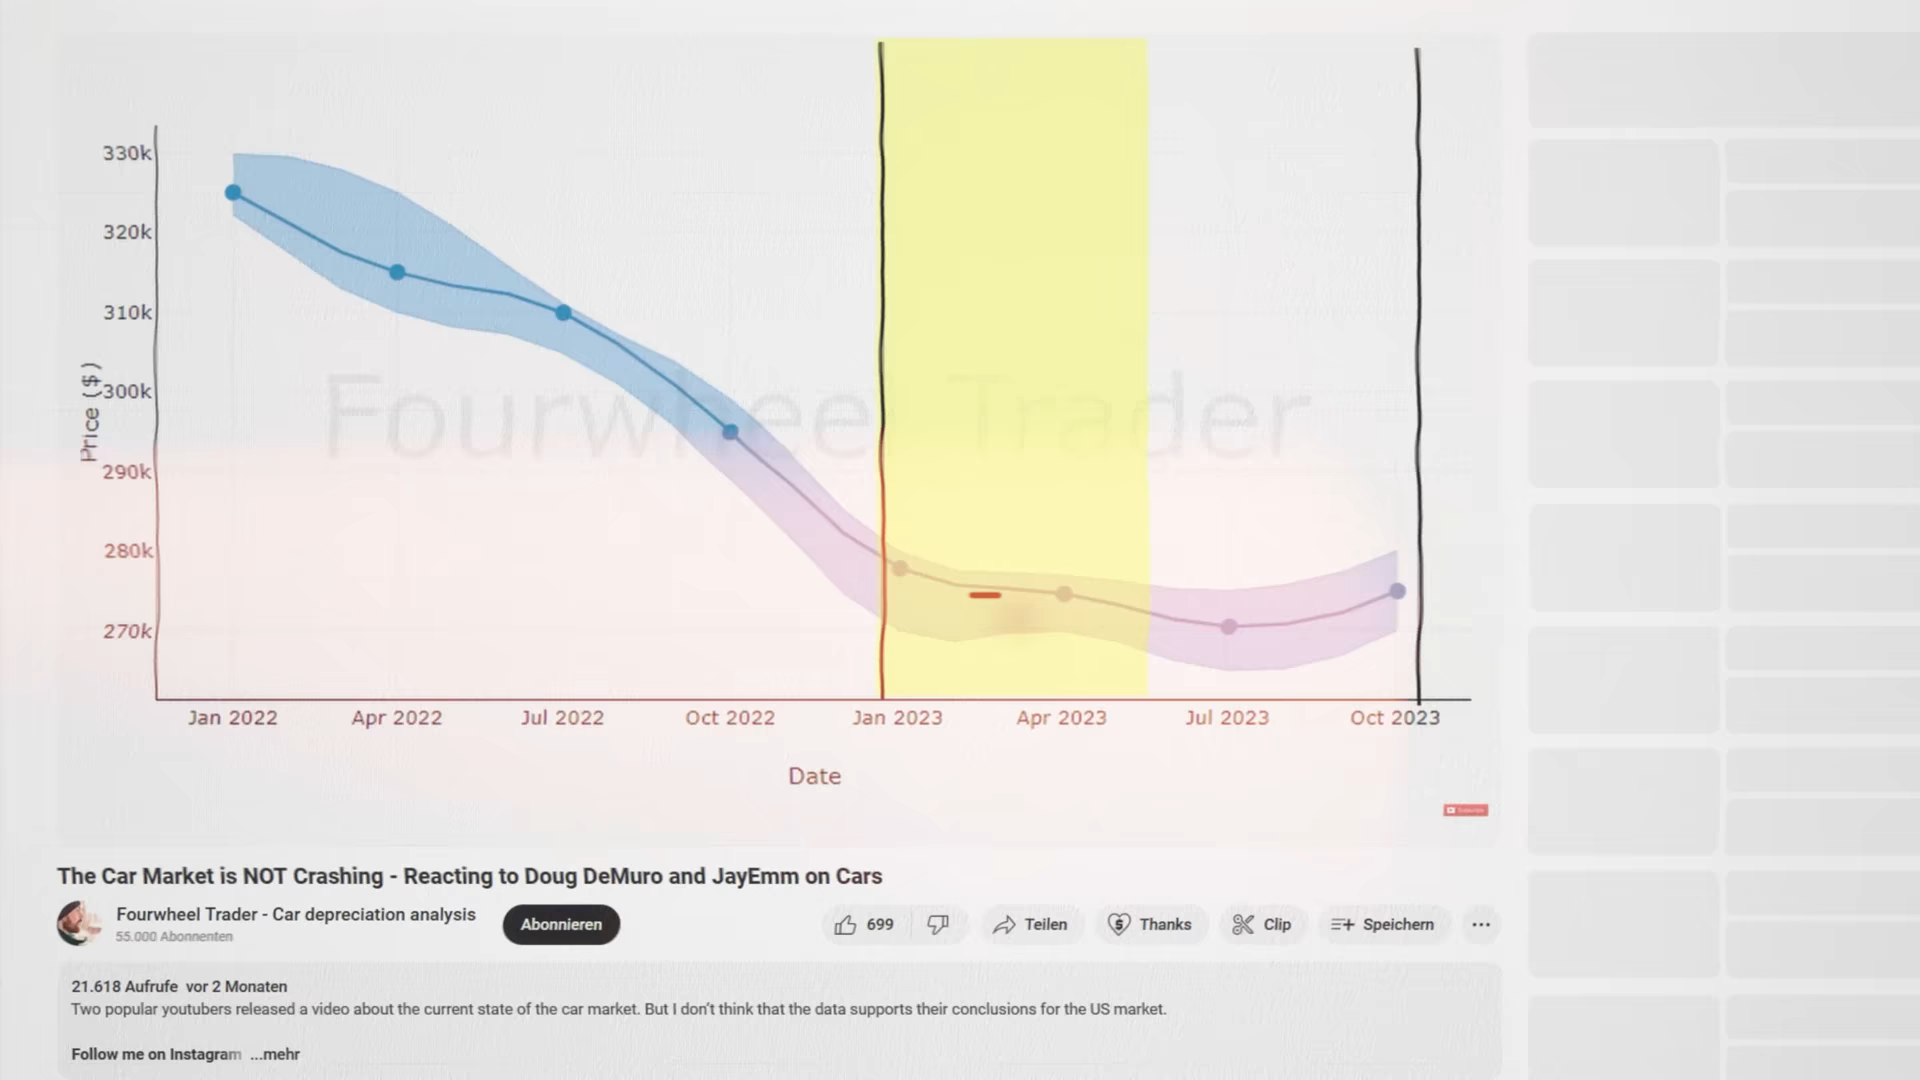 330k
320k
310k
300k
290k
280k
270k
Price ($)
Fourwheel Trader
Jan 2022 Apr 2022 Jul 2022 Oct 2022 Jan 2023 Apr 2023 Jul 2023 Oct 2023
Date
The Car Market is NOT Crashing - Reacting to Doug DeMuro and JayEmm on Cars
Fourwheel Trader - Car depreciation analysis
55.000 Abonnenten
Abonnieren
699
Teilen
Thanks
Clip
Speichern
21.618 Aufrufe vor 2 Monaten
Two popular youtubers released a video about the current state of the car market. But I don't think that the data supports their conclusions for the US market.
Follow me on Instagram ...mehr